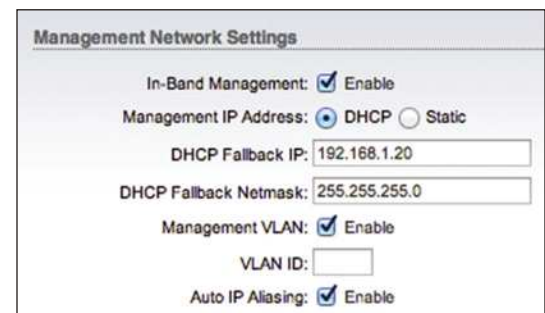 Management Network Settings
In-Band Management: Enable
Management IP Address: DHCP Static
DHCP Fallback IP: 192.168.1.20
DHCP Fallback Netmask: 255.255.255.0
Management VLAN: Enable
VLAN ID:
Auto IP Aliasing: Enable